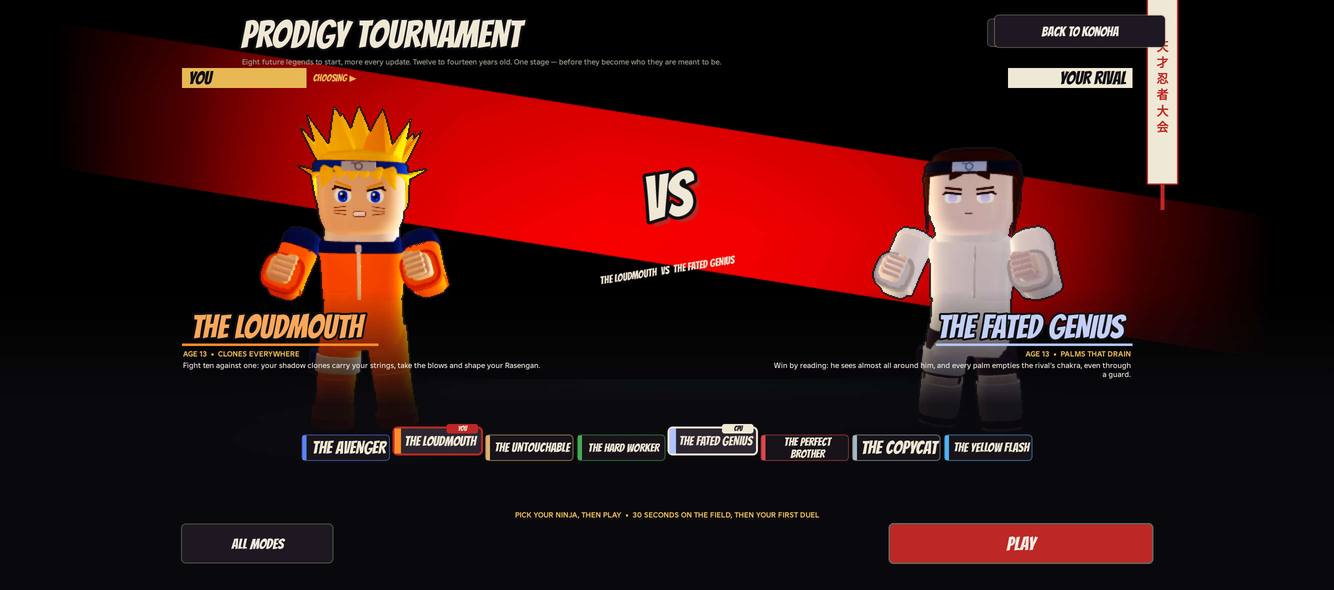 PRODIGY TOURNAMENT
Eight future legends to start, more every update. Twelve to fourteen years old. One stage — before they become who they are meant to be.
BACK TO KONOHA
天才忍者大会
YOU
CHOOSING ▶
YOUR RIVAL
VS
THE LOUDMOUTH VS THE FATED GENIUS
THE LOUDMOUTH
AGE 13 • CLONES EVERYWHERE
Fight ten against one: your shadow clones carry your strings, take the blows and shape your Rasengan.
THE FATED GENIUS
AGE 13 • PALMS THAT DRAIN
Win by reading: he sees almost all around him, and every palm empties the rival's chakra, even through
a guard.
THE AVENGER
YOU
THE LOUDMOUTH
THE UNTOUCHABLE
THE HARD WORKER
CPU
THE FATED GENIUS
THE PERFECT
BROTHER
THE COPYCAT
THE YELLOW FLASH
PICK YOUR NINJA, THEN PLAY • 30 SECONDS ON THE FIELD, THEN YOUR FIRST DUEL
ALL MODES
PLAY